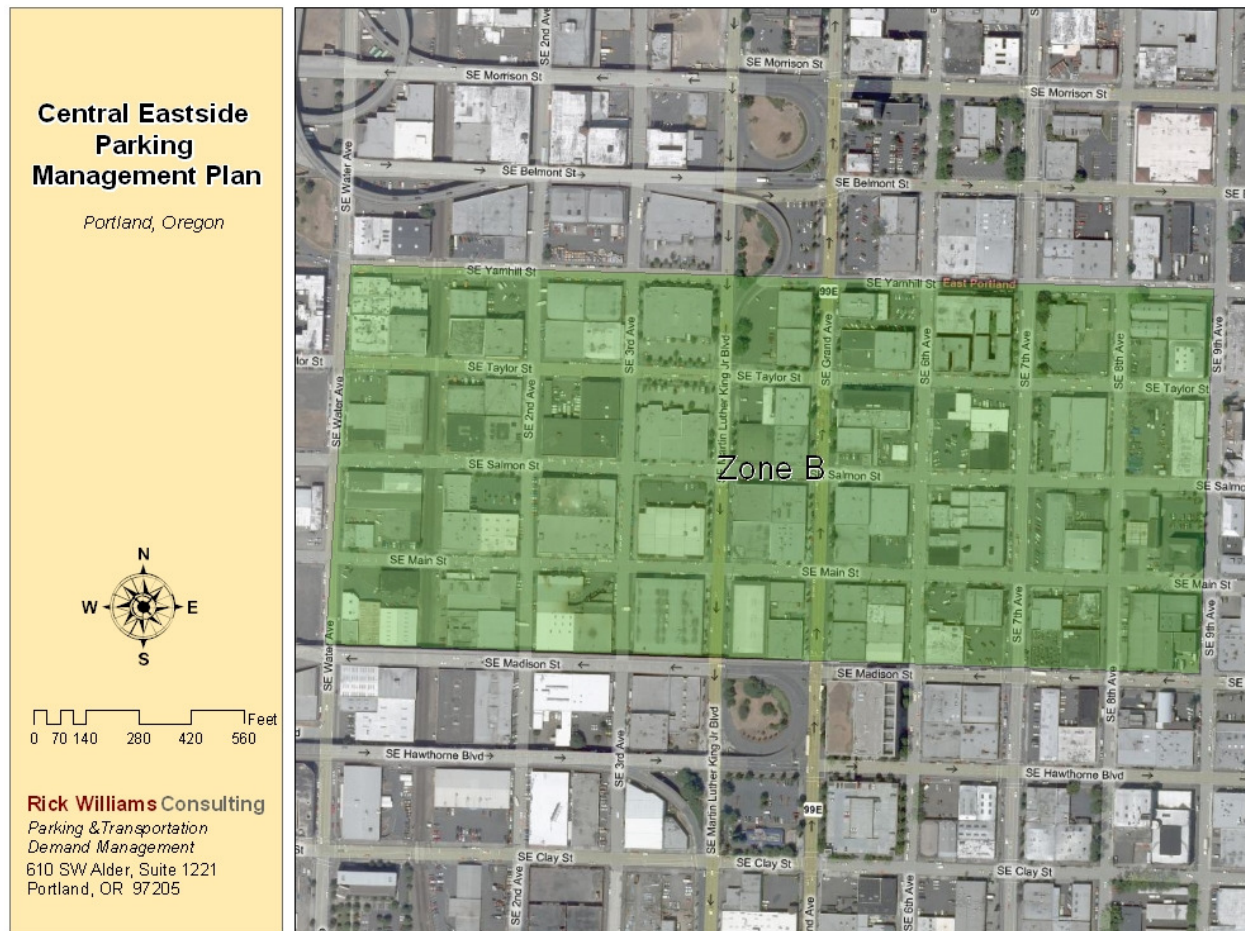 Central Eastside
Parking
Management Plan
Portland, Oregon
N
W
E
S
Feet
0 70 140 280 420 560
Rick Williams Consulting
Parking & Transportation
Demand Management
610 SW Alder, Suite 1221
Portland, OR 97205
SE 2nd Ave
SE Morrison St
SE Morrison St
SE Morrison St
SE Water Ave
SE Belmont St
SE Belmont St
SE Yamhill St
SE Yamhill St
East Portland
99E
SE 3rd Ave
SE Martin Luther King Jr Blvd
SE Grand Ave
SE 6th Ave
SE 7th Ave
SE 8th Ave
SE 9th Ave
SE Taylor St
SE Taylor St
SE Taylor St
SE Water Ave
SE 2nd Ave
Zone B
SE Salmon St
Salmon St
SE Main St
SE Main St
SE Main St
SE 7th Ave
SE 9th Ave
SE Water Ave
SE Madison St
SE Madison St
SE 8th Ave
SE 3rd Ave
SE Martin Luther King Jr Blvd
SE Hawthorne Blvd
SE Hawthorne Blvd
99E
SE Clay St
SE Clay St
SE Clay St
SE 2nd Ave
SE 6th Ave